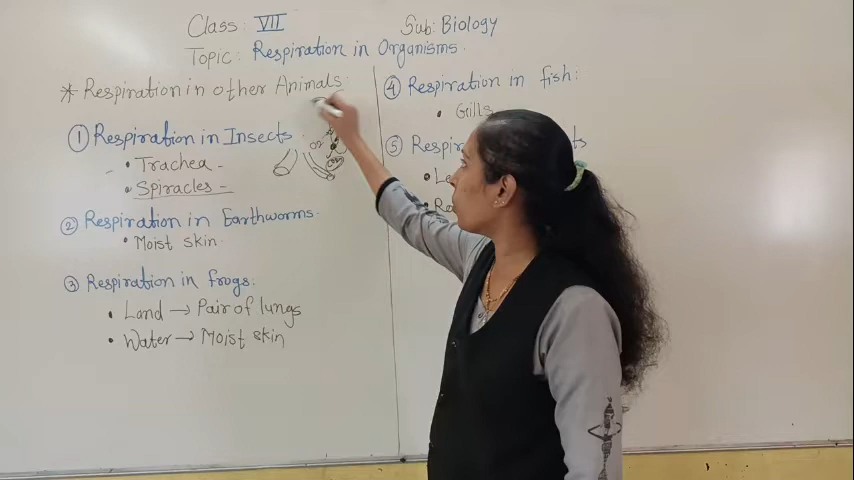 Class: VII
Sub: Biology
Topic: Respiration in Organisms.
* Respiration in other Animals:
① Respiration in Insects
• Trachea -
• Spiracles -
② Respiration in Earthworms.
• Moist skin.
③ Respiration in frogs:
• Land → Pair of lungs
• Water → Moist skin
④ Respiration in fish:
• Gills
⑤
O2
CO2